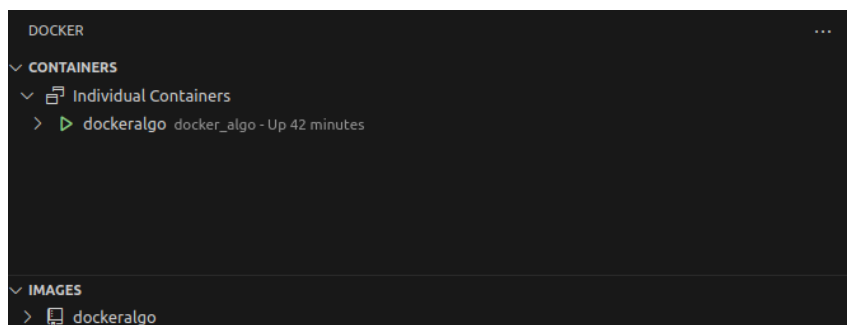 DOCKER
CONTAINERS
Individual Containers
dockeralgo docker_algo - Up 42 minutes
IMAGES
dockeralgo